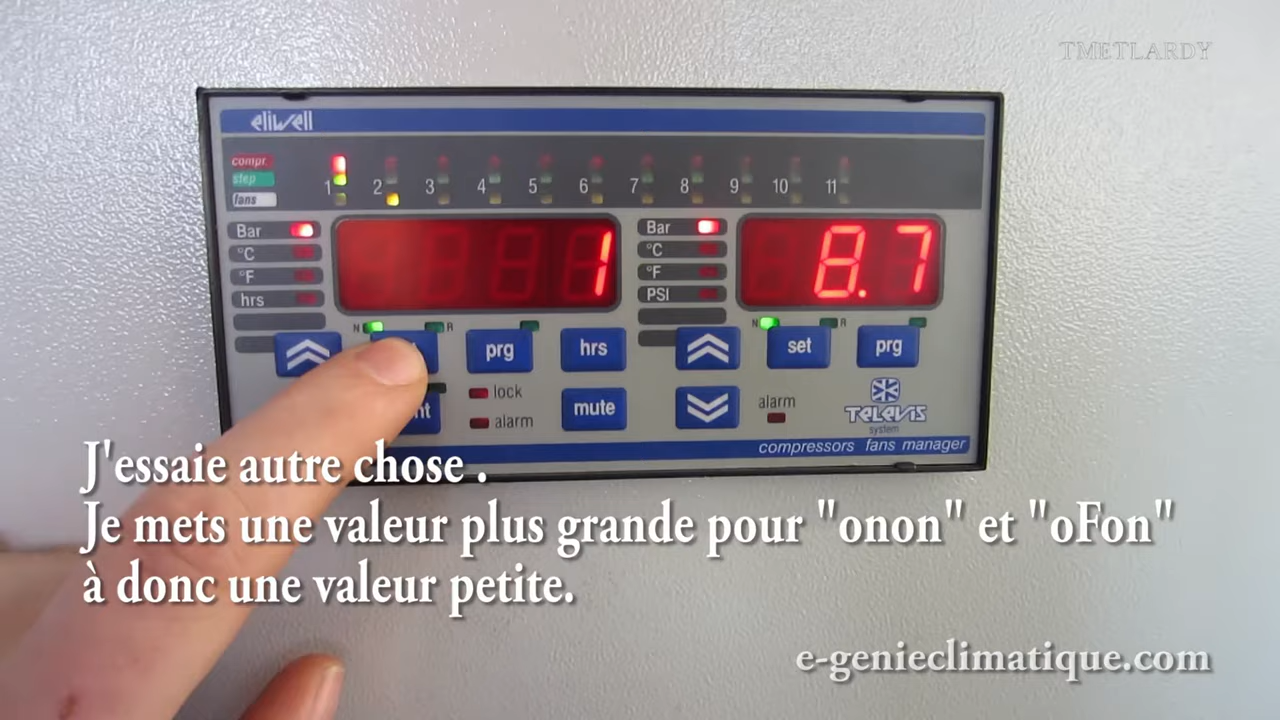 TMETLARDY
eliwell
compr.
step
fans
1 2 3 4 5 6 7 8 9 10 11
Bar
°C
°F
hrs
1
Bar
°C
°F
PSI
8.7
N R
N R
prg
hrs
set
prg
lock
alarm
mute
alarm
TELEVIS
system
compressors fans manager
J'essaie autre chose .
Je mets une valeur plus grande pour "onon" et "oFon"
à donc une valeur petite.
e-genieclimatique.com